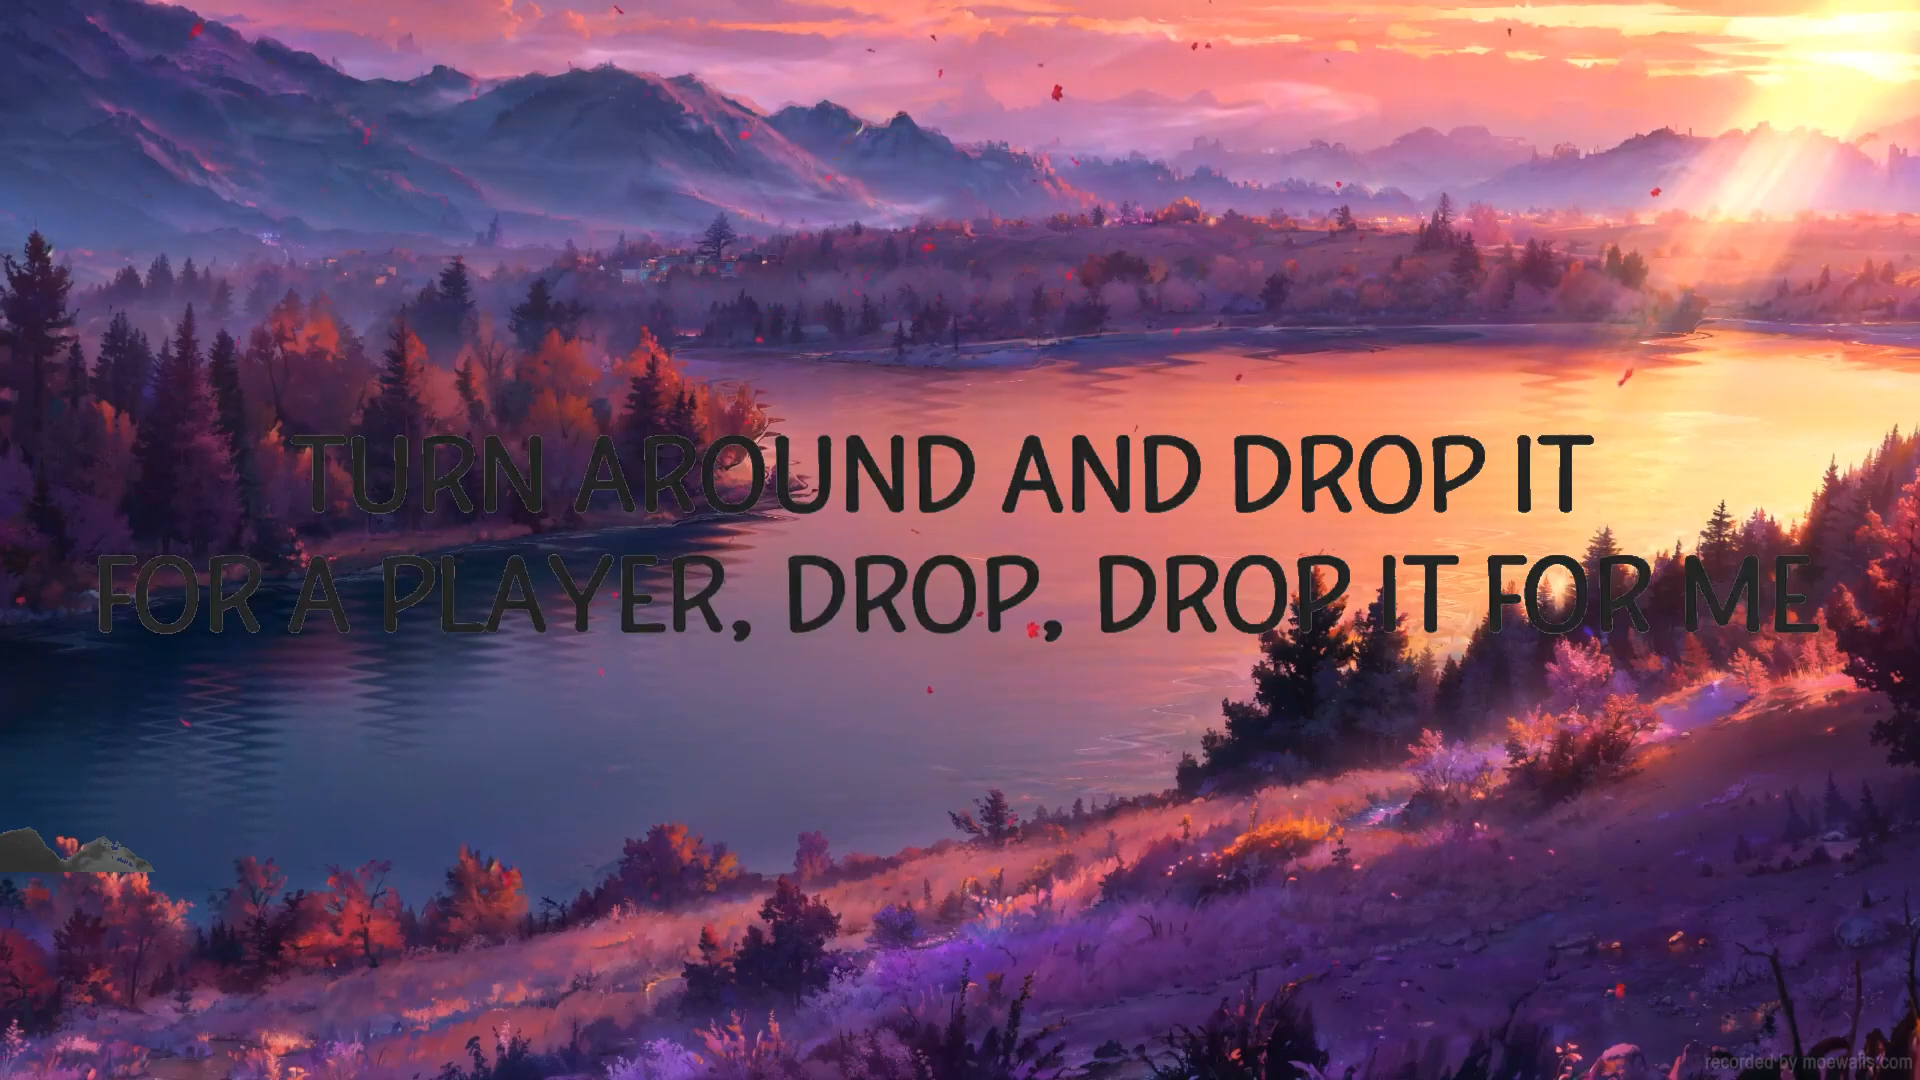 TURN AROUND AND DROP IT
FOR A PLAYER, DROP, DROP IT FOR ME
recorded by moewalls.com